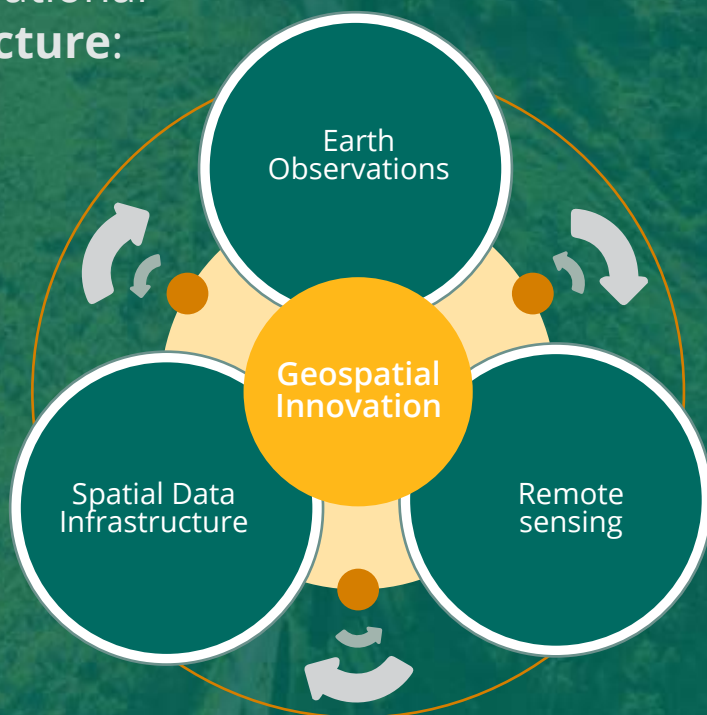 cture:
Earth
Observations
Geospatial
Innovation
Spatial Data
Infrastructure
Remote
sensing